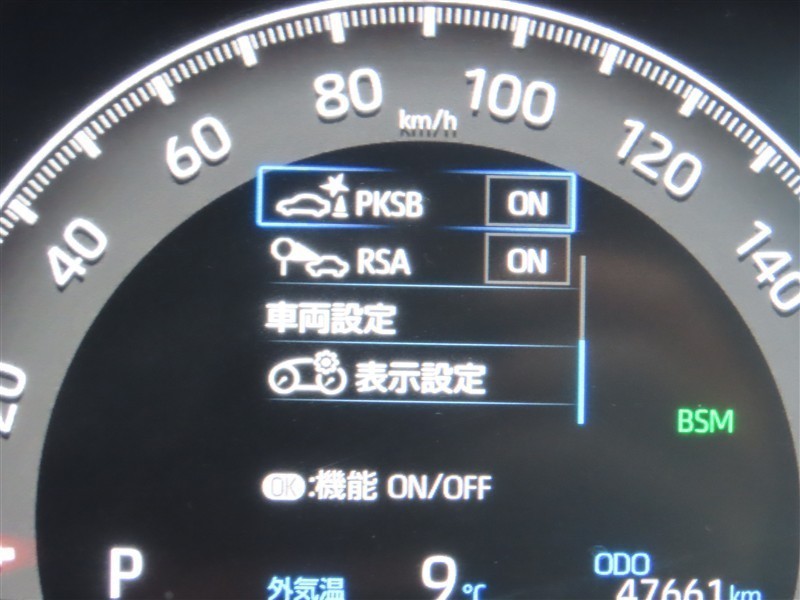 80
100
km/h
60
120
PKSB ON
40
RSA ON
140
車両設定
表示設定
20
BSM
OK:機能 ON/OFF
P
外気温 9℃
ODO
47661km